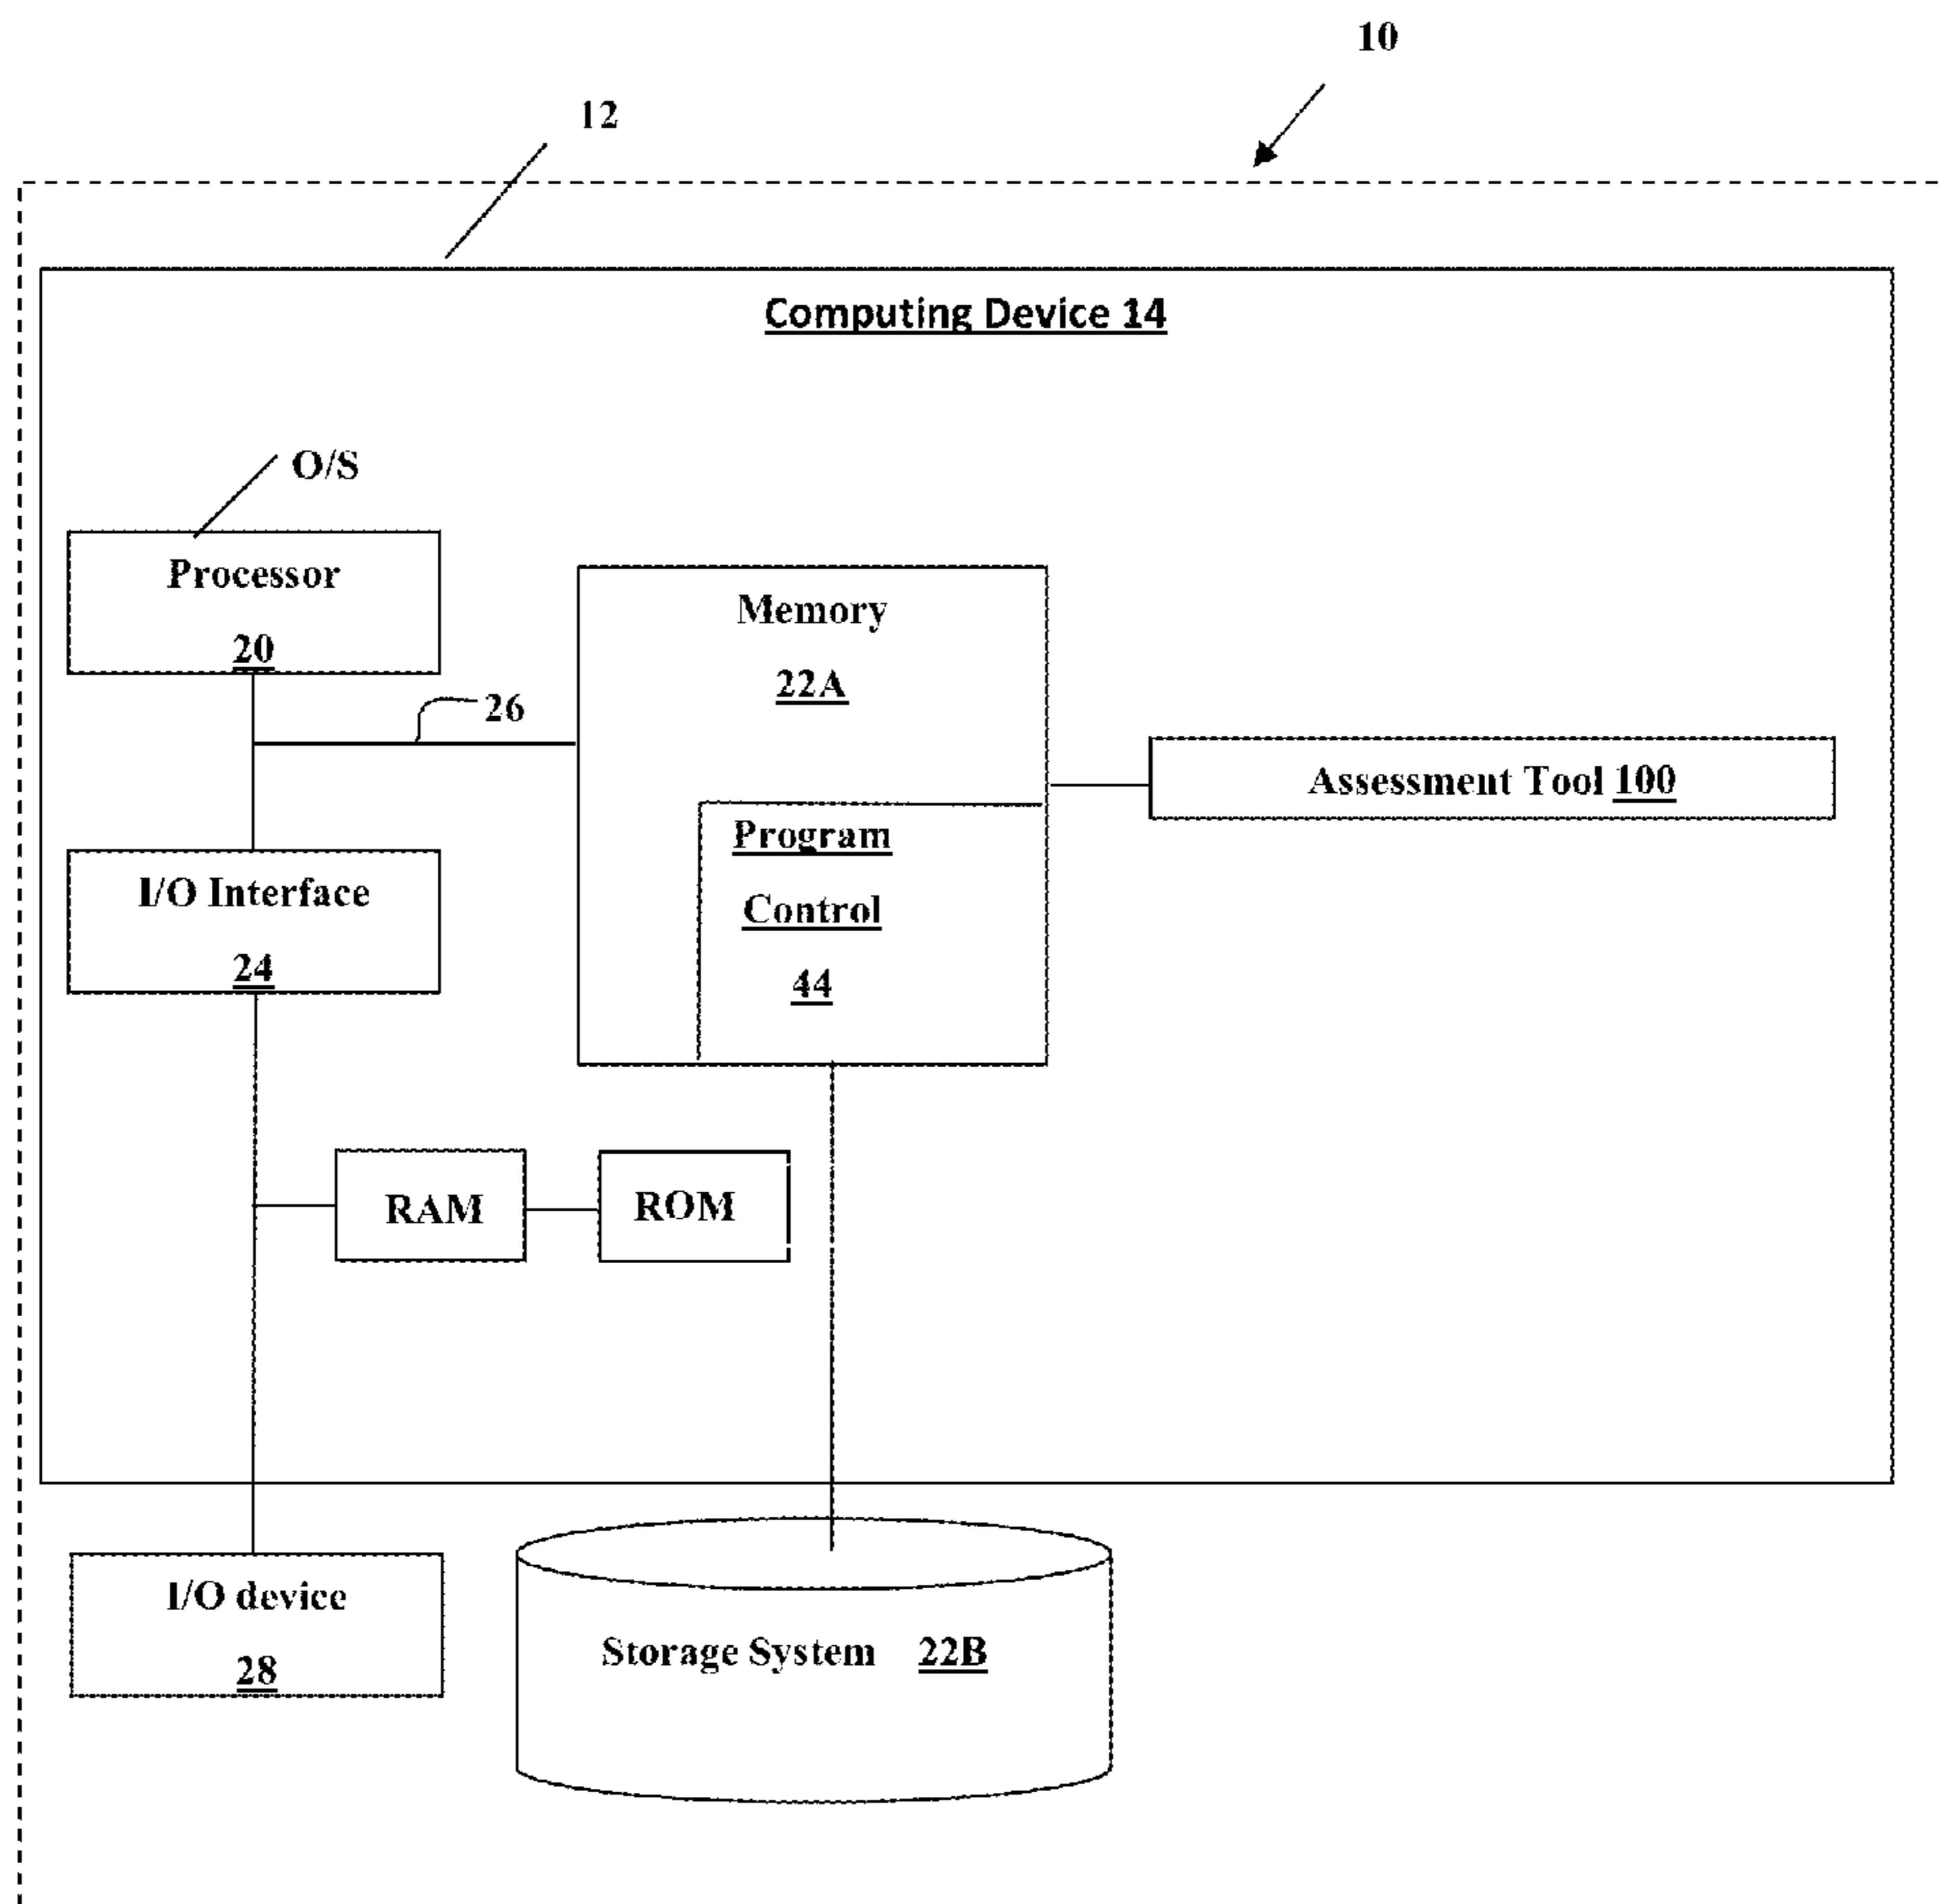 10
12
Computing Device 14
O/S
Processor
20
26
Memory
22A
Assessment Tool 100
Program
Control
44
I/O Interface
24
RAM
ROM
I/O device
28
Storage System 22B